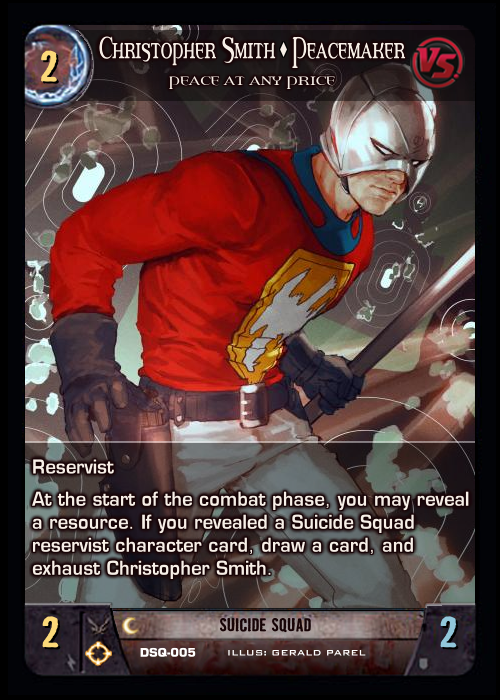 2
CHRISTOPHER SMITH ♦ PEACEMAKER
VS
PEACE AT ANY PRICE
Reservist
At the start of the combat phase, you may reveal
a resource. If you revealed a Suicide Squad
reservist character card, draw a card, and
exhaust Christopher Smith.
2 SUICIDE SQUAD 2
DSQ-005 ILLUS: GERALD PAREL